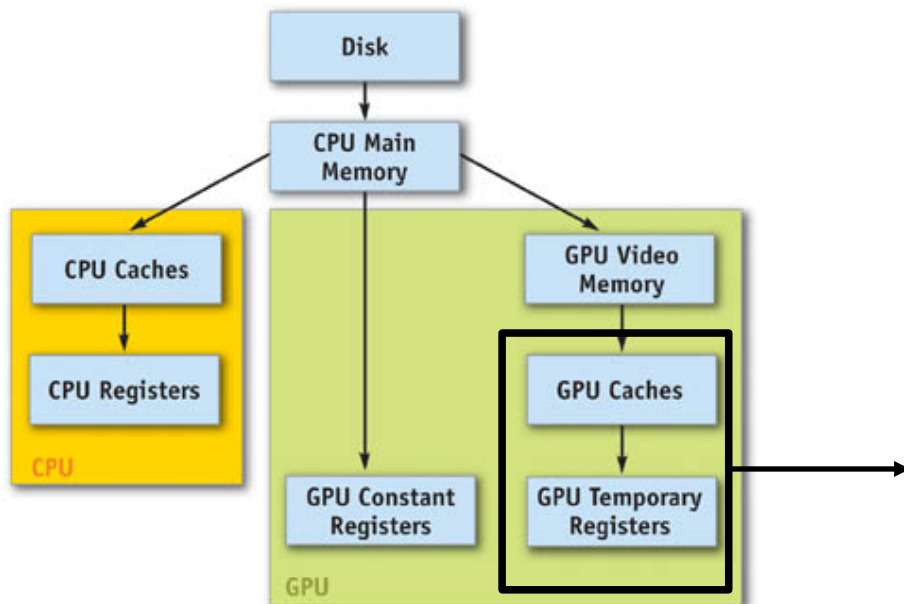 Disk
CPU Main
Memory
CPU Caches
GPU Video
Memory
CPU Registers
GPU Caches
CPU
GPU Constant
Registers
GPU Temporary
Registers
GPU